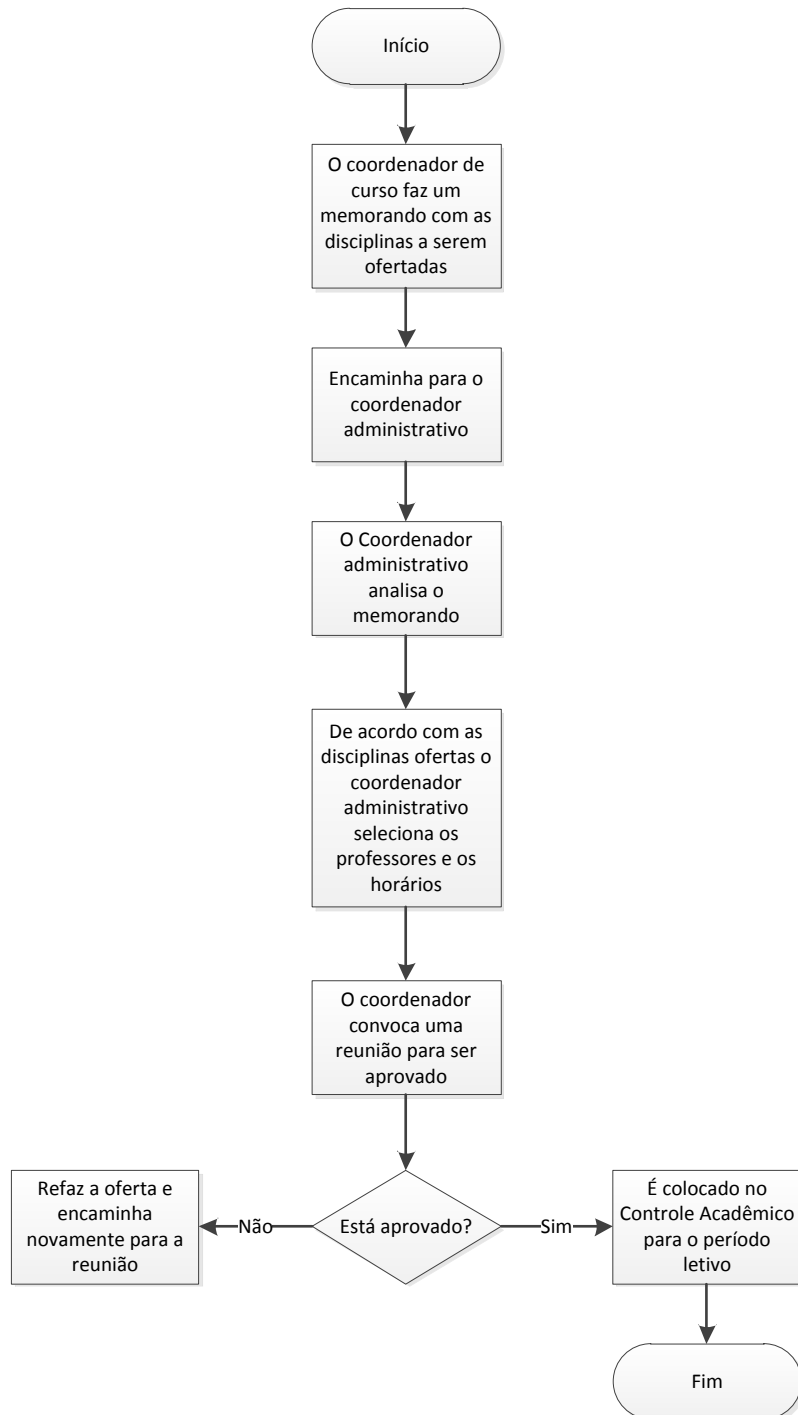 Início
O coordenador de
curso faz um
memorando com as
disciplinas a serem
ofertadas
Encaminha para o
coordenador
administrativo
O Coordenador
administrativo
analisa o
memorando
De acordo com as
disciplinas ofertas o
coordenador
administrativo
seleciona os
professores e os
horários
O coordenador
convoca uma
reunião para ser
aprovado
Refaz a oferta e
encaminha
novamente para a
reunião
Não
Está aprovado?
Sim
É colocado no
Controle Acadêmico
para o período
letivo
Fim